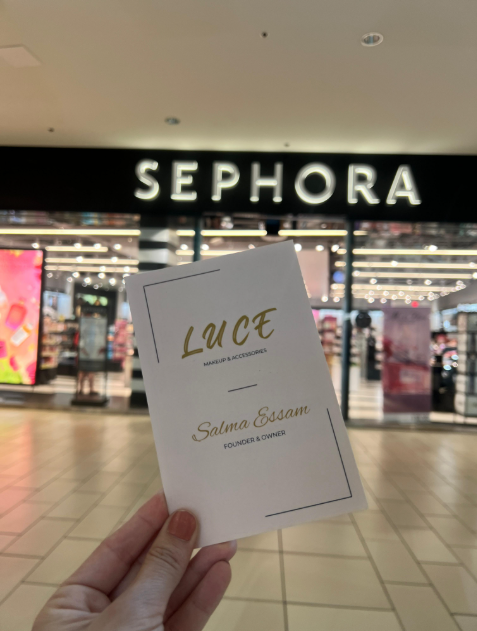 SEPHORA
LUCE
MAKEUP & ACCESSORIES
Salma Essam
FOUNDER & OWNER